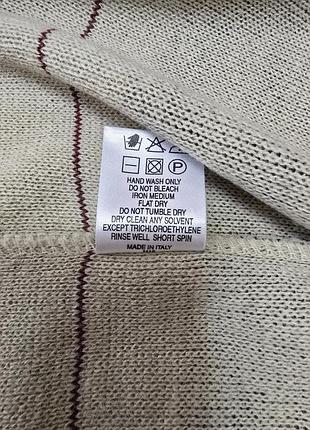 P
HAND WASH ONLY
DO NOT BLEACH
IRON MEDIUM
FLAT DRY
DO NOT TUMBLE DRY
DRY CLEAN ANY SOLVENT
EXCEPT TRICHLOROETHYLENE
RINSE WELL SHORT SPIN
MADE IN ITALY